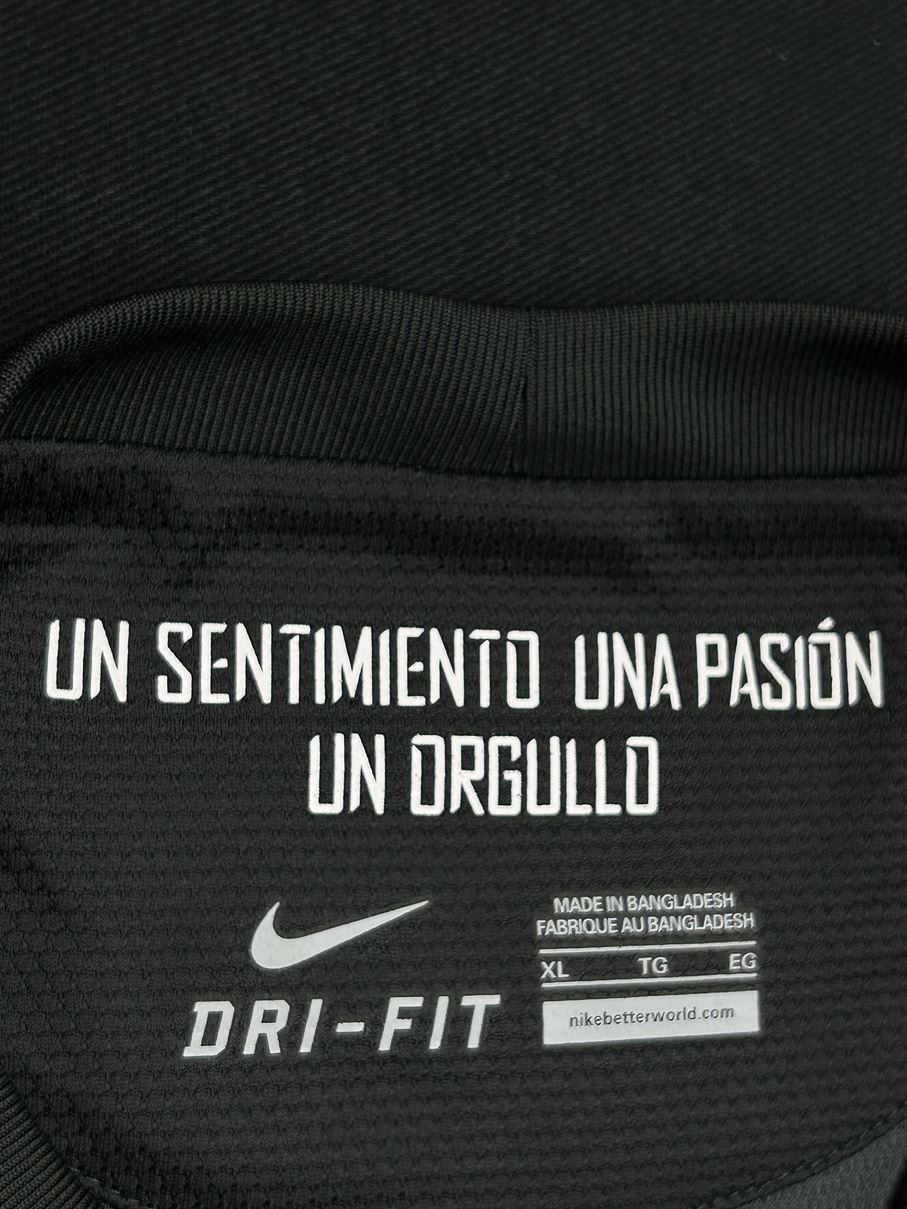 UN SENTIMIENTO UNA PASIÓN
UN ORGULLO
DRI-FIT
MADE IN BANGLADESH
FABRIQUE AU BANGLADESH
XL TG EG
nikebetterworld.com